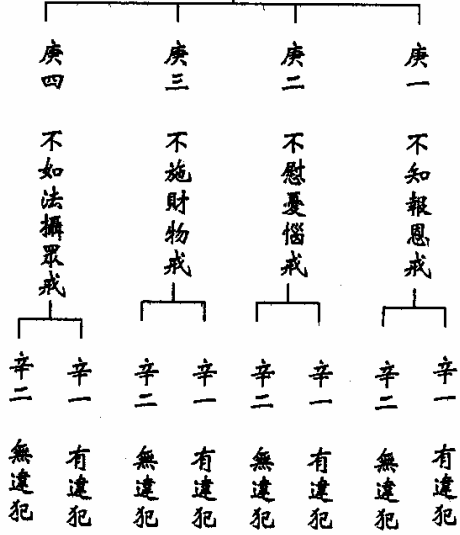 庚一　不知報恩戒
辛一　有違犯
辛二　無違犯
庚二　不慰憂惱戒
辛一　有違犯
辛二　無違犯
庚三　不施財物戒
辛一　有違犯
辛二　無違犯
庚四　不如法攝眾戒
辛一　有違犯
辛二　無違犯